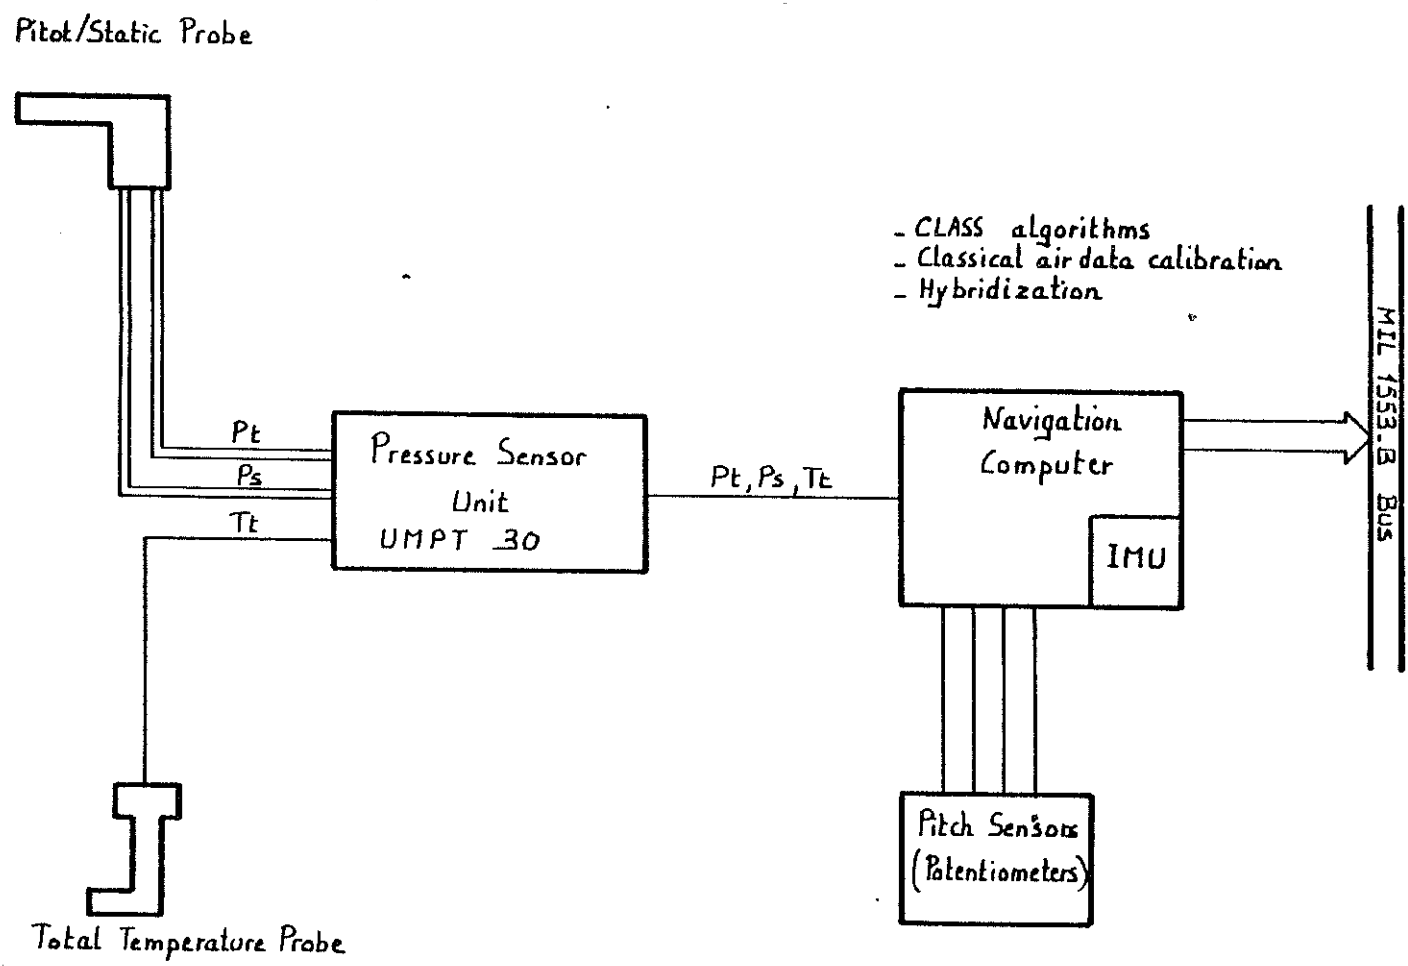 Pitot/Static Probe
- CLASS algorithms
- Classical air data calibration
- Hybridization
Pt
Ps
Tt
Pressure Sensor
Unit
UMPT 30
Pt, Ps, Tt
Navigation
Computer
IMU
MIL 1553.B Bus
Pitch Sensors
(Potentiometers)
Total Temperature Probe